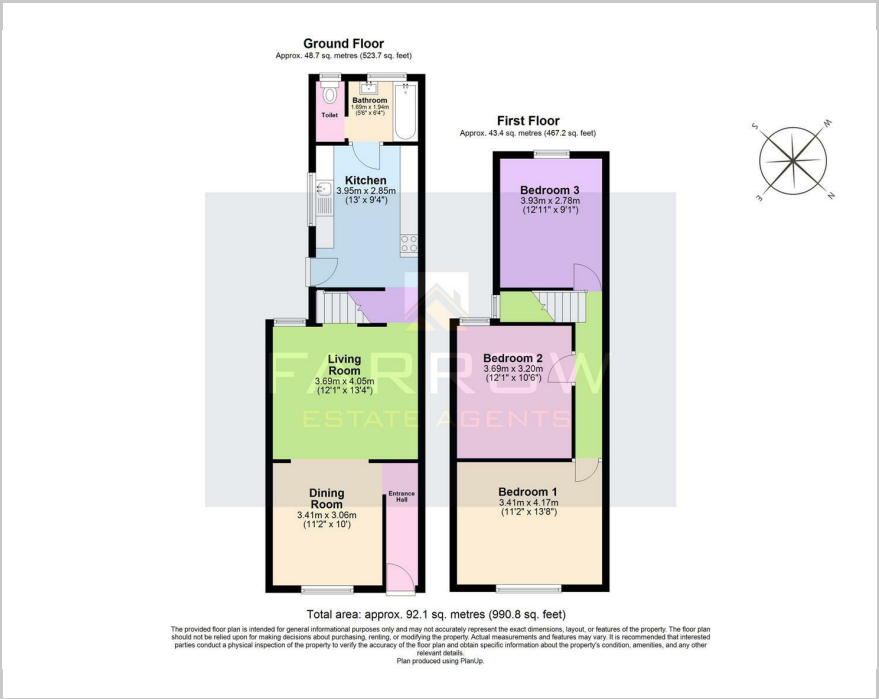 Ground Floor
Approx. 48.7 sq. metres (523.7 sq. feet)
Bathroom
1.69m x 1.94m
(5'6" x 6'4")
Toilet
Kitchen
3.95m x 2.85m
(13' x 9'4")
Living
Room
3.69m x 4.05m
(12'1" x 13'4")
Dining
Room
3.41m x 3.06m
(11'2" x 10')
Entrance
Hall
First Floor
Approx. 43.4 sq. metres (467.2 sq. feet)
Bedroom 3
3.93m x 2.78m
(12'11" x 9'1")
Bedroom 2
3.69m x 3.20m
(12'1" x 10'6")
Bedroom 1
3.41m x 4.17m
(11'2" x 13'8")
S
W
E
N
FARROW
ESTATE AGENTS
Total area: approx. 92.1 sq. metres (990.8 sq. feet)
The provided floor plan is intended for general informational purposes only and may not accurately represent the exact dimensions, layout, or features of the property. The floor plan
should not be relied upon for making decisions about purchasing, renting, or modifying the property. Actual measurements and features may vary. It is recommended that interested
parties conduct a physical inspection of the property to verify the accuracy of the floor plan and obtain specific information about the property's condition, amenities, and any other
relevant details.
Plan produced using PlanUp.